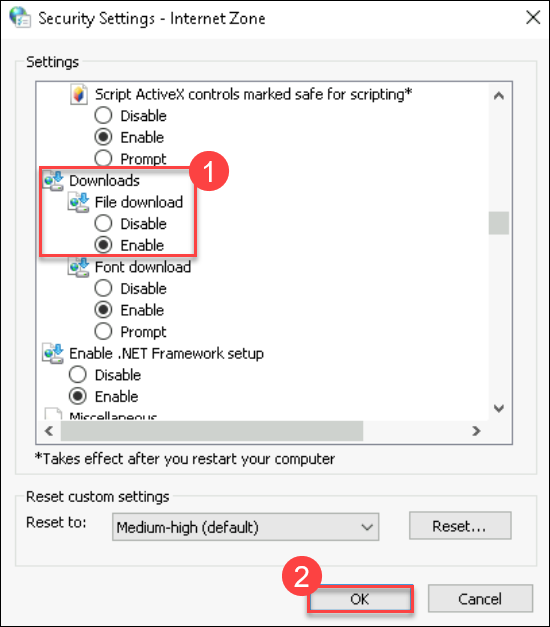 Security Settings - Internet Zone
Settings
Script ActiveX controls marked safe for scripting*
Disable
Enable
Prompt
Downloads
1
File download
Disable
Enable
Font download
Disable
Enable
Prompt
Enable .NET Framework setup
Disable
Enable
Miscellaneous
*Takes effect after you restart your computer
Reset custom settings
Reset to: Medium-high (default) Reset...
2
OK Cancel